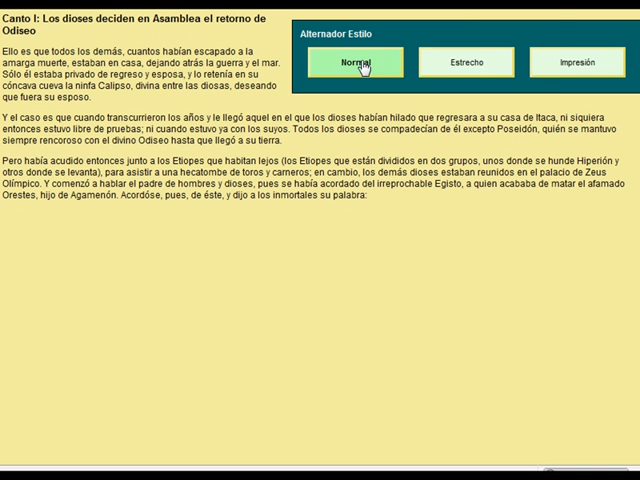 Canto I: Los dioses deciden en Asamblea el retorno de
Odiseo
Alternador Estilo
Normal
Estrecho
Impresión
Ello es que todos los demás, cuantos habían escapado a la
amarga muerte, estaban en casa, dejando atrás la guerra y el mar.
Sólo él estaba privado de regreso y esposa, y lo retenía en su
cóncava cueva la ninfa Calipso, divina entre las diosas, deseando
que fuera su esposo.
Y el caso es que cuando transcurrieron los años y le llegó aquel en el que los dioses habían hilado que regresara a su casa de Itaca, ni siquiera
entonces estuvo libre de pruebas; ni cuando estuvo ya con los suyos. Todos los dioses se compadecían de él excepto Poseidón, quién se mantuvo
siempre rencoroso con el divino Odiseo hasta que llegó a su tierra.
Pero había acudido entonces junto a los Etiopes que habitan lejos (los Etiopes que están divididos en dos grupos, unos donde se hunde Hiperión y
otros donde se levanta), para asistir a una hecatombe de toros y carneros; en cambio, los demás dioses estaban reunidos en el palacio de Zeus
Olímpico. Y comenzó a hablar el padre de hombres y dioses, pues se había acordado del irreprochable Egisto, a quien acababa de matar el afamado
Orestes, hijo de Agamenón. Acordóse, pues, de éste, y dijo a los inmortales su palabra: